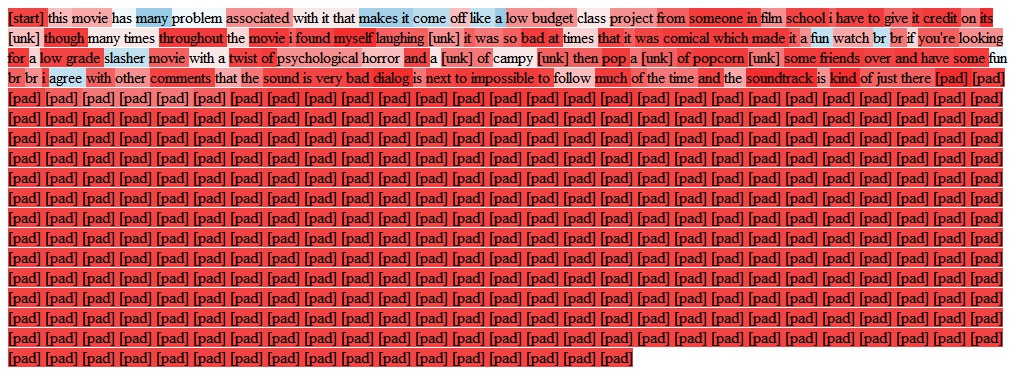 [start] this movie has many problem associated with it that makes it come off like a low budget class project from someone in film school i have to give it credit on its
[unk] though many times throughout the movie i found myself laughing [unk] it was so bad at times that it was comical which made it a fun watch br br if you're looking
for a low grade slasher movie with a twist of psychological horror and a [unk] of campy [unk] then pop a [unk] of popcorn [unk] some friends over and have some fun
br br i agree with other comments that the sound is very bad dialog is next to impossible to follow much of the time and the soundtrack is kind of just there [pad] [pad]
[pad] [pad] [pad] [pad] [pad] [pad] [pad] [pad] [pad] [pad] [pad] [pad] [pad] [pad] [pad] [pad] [pad] [pad] [pad] [pad] [pad] [pad] [pad] [pad] [pad] [pad] [pad]
[pad] [pad] [pad] [pad] [pad] [pad] [pad] [pad] [pad] [pad] [pad] [pad] [pad] [pad] [pad] [pad] [pad] [pad] [pad] [pad] [pad] [pad] [pad] [pad] [pad] [pad] [pad]
[pad] [pad] [pad] [pad] [pad] [pad] [pad] [pad] [pad] [pad] [pad] [pad] [pad] [pad] [pad] [pad] [pad] [pad] [pad] [pad] [pad] [pad] [pad] [pad] [pad] [pad] [pad]
[pad] [pad] [pad] [pad] [pad] [pad] [pad] [pad] [pad] [pad] [pad] [pad] [pad] [pad] [pad] [pad] [pad] [pad] [pad] [pad] [pad] [pad] [pad] [pad] [pad] [pad] [pad]
[pad] [pad] [pad] [pad] [pad] [pad] [pad] [pad] [pad] [pad] [pad] [pad] [pad] [pad] [pad] [pad] [pad] [pad] [pad] [pad] [pad] [pad] [pad] [pad] [pad] [pad] [pad]
[pad] [pad] [pad] [pad] [pad] [pad] [pad] [pad] [pad] [pad] [pad] [pad] [pad] [pad] [pad] [pad] [pad] [pad] [pad] [pad] [pad] [pad] [pad] [pad] [pad] [pad] [pad]
[pad] [pad] [pad] [pad] [pad] [pad] [pad] [pad] [pad] [pad] [pad] [pad] [pad] [pad] [pad] [pad] [pad] [pad] [pad] [pad] [pad] [pad] [pad] [pad] [pad] [pad] [pad]
[pad] [pad] [pad] [pad] [pad] [pad] [pad] [pad] [pad] [pad] [pad] [pad] [pad] [pad] [pad] [pad] [pad] [pad] [pad] [pad] [pad] [pad] [pad] [pad] [pad] [pad] [pad]
[pad] [pad] [pad] [pad] [pad] [pad] [pad] [pad] [pad] [pad] [pad] [pad] [pad] [pad] [pad] [pad] [pad] [pad] [pad] [pad] [pad] [pad] [pad] [pad] [pad] [pad] [pad]
[pad] [pad] [pad] [pad] [pad] [pad] [pad] [pad] [pad] [pad] [pad] [pad] [pad] [pad] [pad] [pad] [pad] [pad] [pad] [pad] [pad] [pad] [pad] [pad] [pad] [pad] [pad]
[pad] [pad] [pad] [pad] [pad] [pad] [pad] [pad] [pad] [pad] [pad] [pad] [pad] [pad] [pad] [pad] [pad] [pad] [pad] [pad] [pad] [pad] [pad] [pad] [pad] [pad] [pad]
[pad] [pad] [pad] [pad] [pad] [pad] [pad] [pad] [pad] [pad] [pad] [pad] [pad] [pad] [pad] [pad] [pad] [pad] [pad] [pad] [pad] [pad] [pad] [pad] [pad] [pad] [pad]
[pad] [pad] [pad] [pad] [pad] [pad] [pad] [pad] [pad] [pad] [pad] [pad] [pad] [pad] [pad] [pad] [pad] [pad] [pad] [pad] [pad] [pad] [pad] [pad] [pad] [pad] [pad]
[pad] [pad] [pad] [pad] [pad] [pad] [pad] [pad] [pad] [pad] [pad] [pad] [pad] [pad] [pad] [pad] [pad]